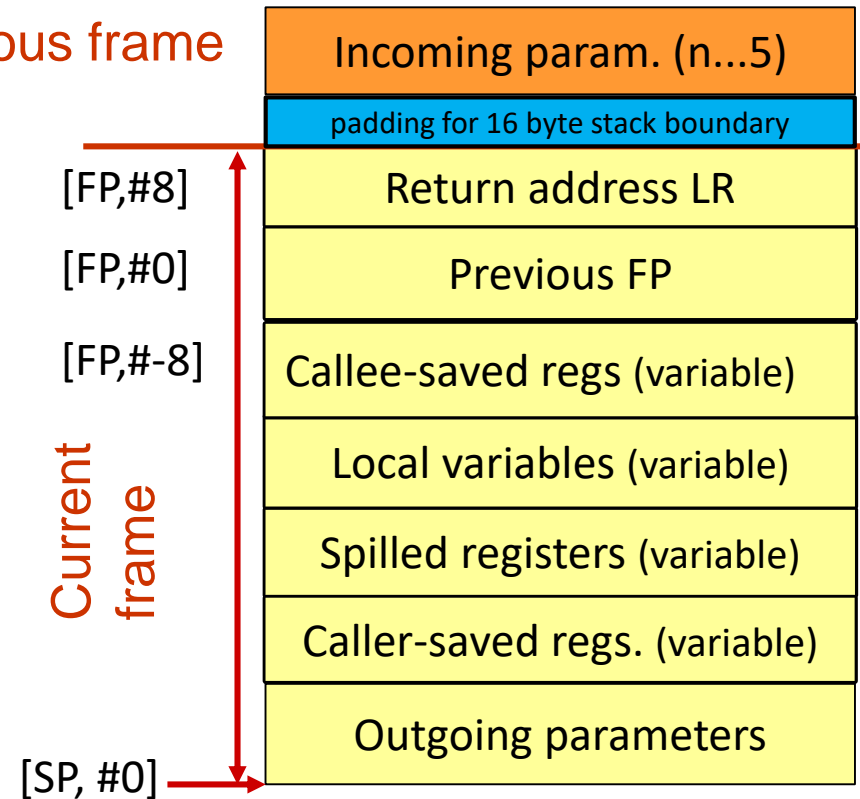 ous frame
Incoming param. (n...5)
padding for 16 byte stack boundary
[FP,#8]
Return address LR
[FP,#0]
Previous FP
[FP,#-8]
Callee-saved regs (variable)
Local variables (variable)
Current
frame
Spilled registers (variable)
Caller-saved regs. (variable)
Outgoing parameters
[SP, #0]